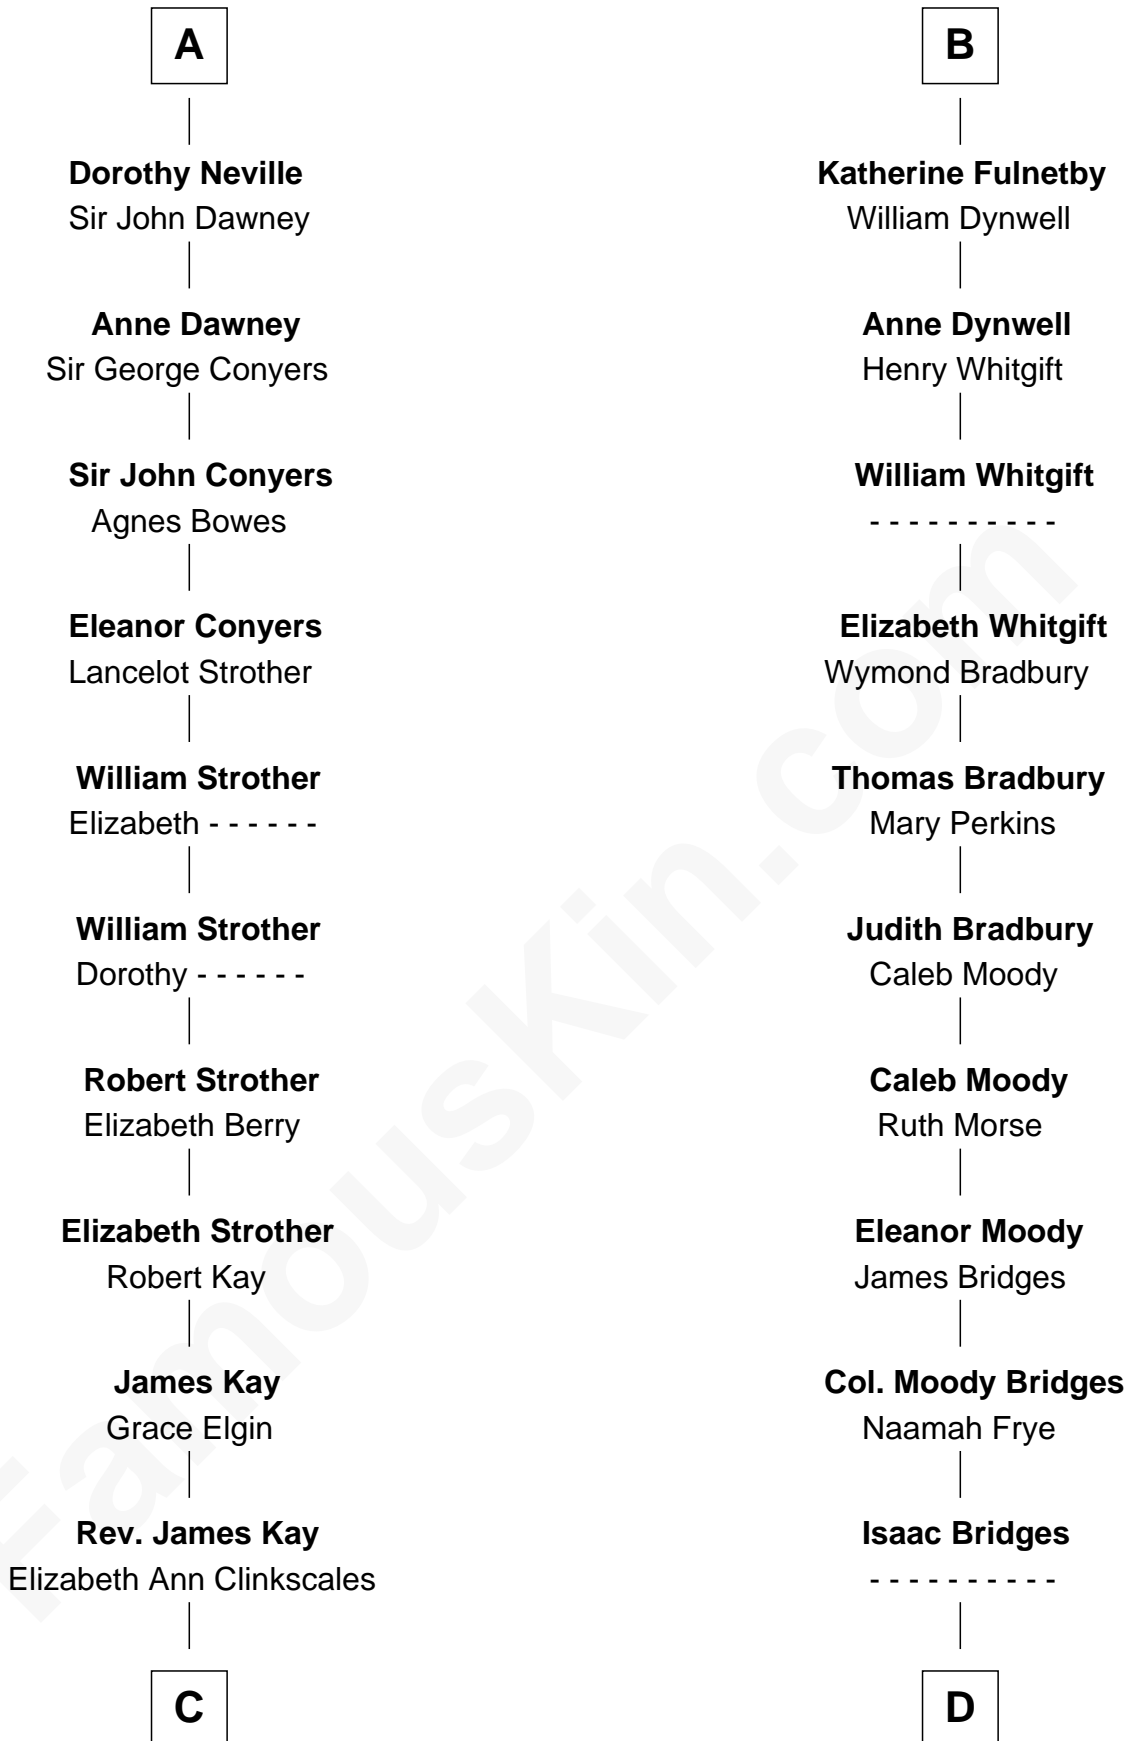 A
Dorothy Neville
Sir John Dawney
Anne Dawney
Sir George Conyers
Sir John Conyers
Agnes Bowes
Eleanor Conyers
Lancelot Strother
William Strother
Elizabeth - - - - - -
William Strother
Dorothy - - - - - -
Robert Strother
Elizabeth Berry
Elizabeth Strother
Robert Kay
James Kay
Grace Elgin
Rev. James Kay
Elizabeth Ann Clinkscales
C
B
Katherine Fulnetby
William Dynwell
Anne Dynwell
Henry Whitgift
William Whitgift
- - - - - - - - - -
Elizabeth Whitgift
Wymond Bradbury
Thomas Bradbury
Mary Perkins
Judith Bradbury
Caleb Moody
Caleb Moody
Ruth Morse
Eleanor Moody
James Bridges
Col. Moody Bridges
Naamah Frye
Isaac Bridges
- - - - - - - - - -
D
FamousKin.com